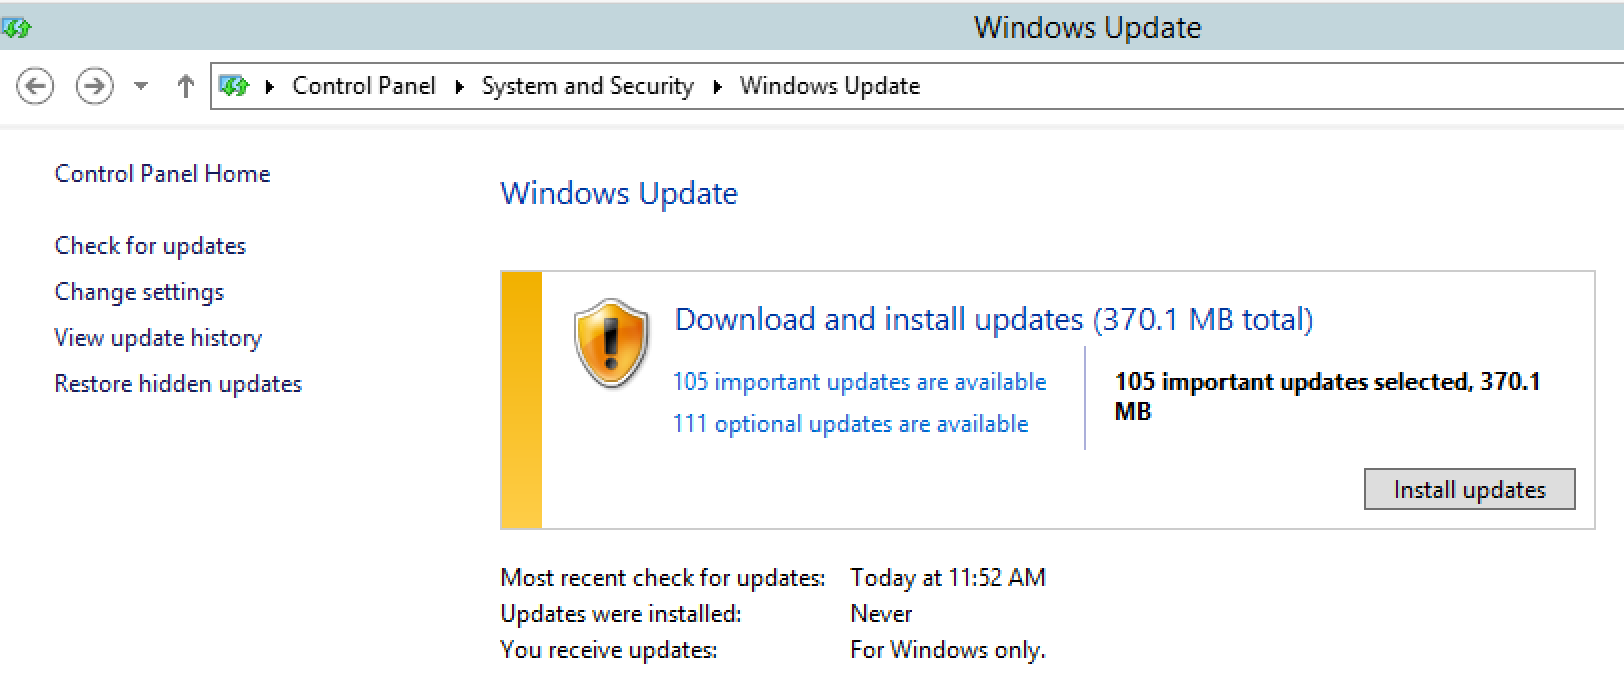 Windows Update
Control Panel System and Security Windows Update
Control Panel Home
Check for updates
Change settings
View update history
Restore hidden updates
Windows Update
Download and install updates (370.1 MB total)
105 important updates are available
111 optional updates are available
105 important updates selected, 370.1
MB
Install updates
Most recent check for updates: Today at 11:52 AM
Updates were installed: Never
You receive updates: For Windows only.